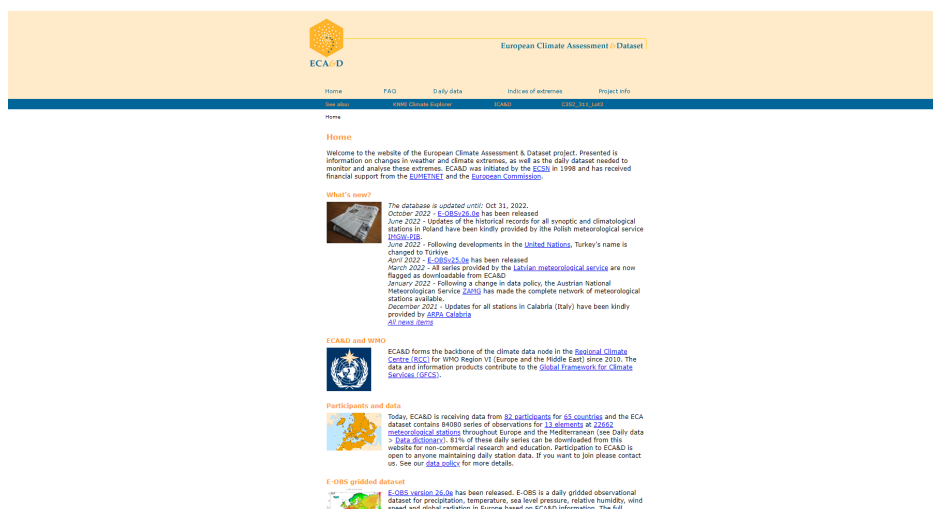 European Climate Assessment & Dataset
ECA&D
Home FAQ Daily data Indices of extremes Project info
See also: KNMI Climate Explorer ICA&D C3S2_311_Lot3
Home
Home
Welcome to the website of the European Climate Assessment & Dataset project. Presented is
information on changes in weather and climate extremes, as well as the daily dataset needed to
monitor and analyse these extremes. ECA&D was initiated by the ECSN in 1998 and has received
financial support from the EUMETNET and the European Commission.
What's new?
The database is updated until: Oct 31, 2022.
October 2022 - E-OBSv26.0e has been released
June 2022 - Updates of the historical records for all synoptic and climatological
stations in Poland have been kindly provided by ithe Polish meteorological service
IMGW-PIB.
June 2022 - Following developments in the United Nations, Turkey's name is
changed to Türkiye
April 2022 - E-OBSv25.0e has been released
March 2022 - All series provided by the Latvian meteorological service are now
flagged as downloadable from ECA&D
January 2022 - Following a change in data policy, the Austrian National
Meteorologican Service ZAMG has made the complete network of meteorological
stations available.
December 2021 - Updates for all stations in Calabria (Italy) have been kindly
provided by ARPA Calabria
All news items
ECA&D and WMO
ECA&D forms the backbone of the climate data node in the Regional Climate
Centre (RCC) for WMO Region VI (Europe and the Middle East) since 2010. The
data and information products contribute to the Global Framework for Climate
Services (GFCS).
Participants and data
Today, ECA&D is receiving data from 82 participants for 65 countries and the ECA
dataset contains 84080 series of observations for 13 elements at 22662
meteorological stations throughout Europe and the Mediterranean (see Daily data
> Data dictionary). 81% of these daily series can be downloaded from this
website for non-commercial research and education. Participation to ECA&D is
open to anyone maintaining daily station data. If you want to join please contact
us. See our data policy for more details.
E-OBS gridded dataset
E-OBS version 26.0e has been released. E-OBS is a daily gridded observational
dataset for precipitation, temperature, sea level pressure, relative humidity, wind
speed and global radiation in Europe based on ECA&D information. The full